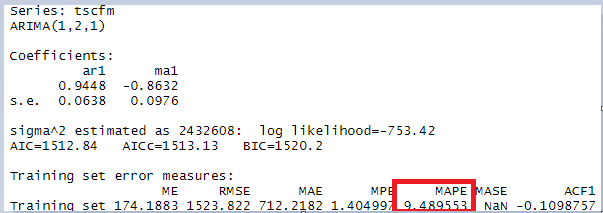 Series: tscfm
ARIMA(1,2,1)
Coefficients:
ar1 ma1
0.9448 -0.8632
s.e. 0.0638 0.0976
sigma^2 estimated as 2432608: log likelihood=-753.42
AIC=1512.84 AICc=1513.13 BIC=1520.2
Training set error measures:
ME RMSE MAE MPE MAPE MASE ACF1
Training set 174.1883 1523.822 712.2182 1.404997 9.489553 NaN -0.1098757